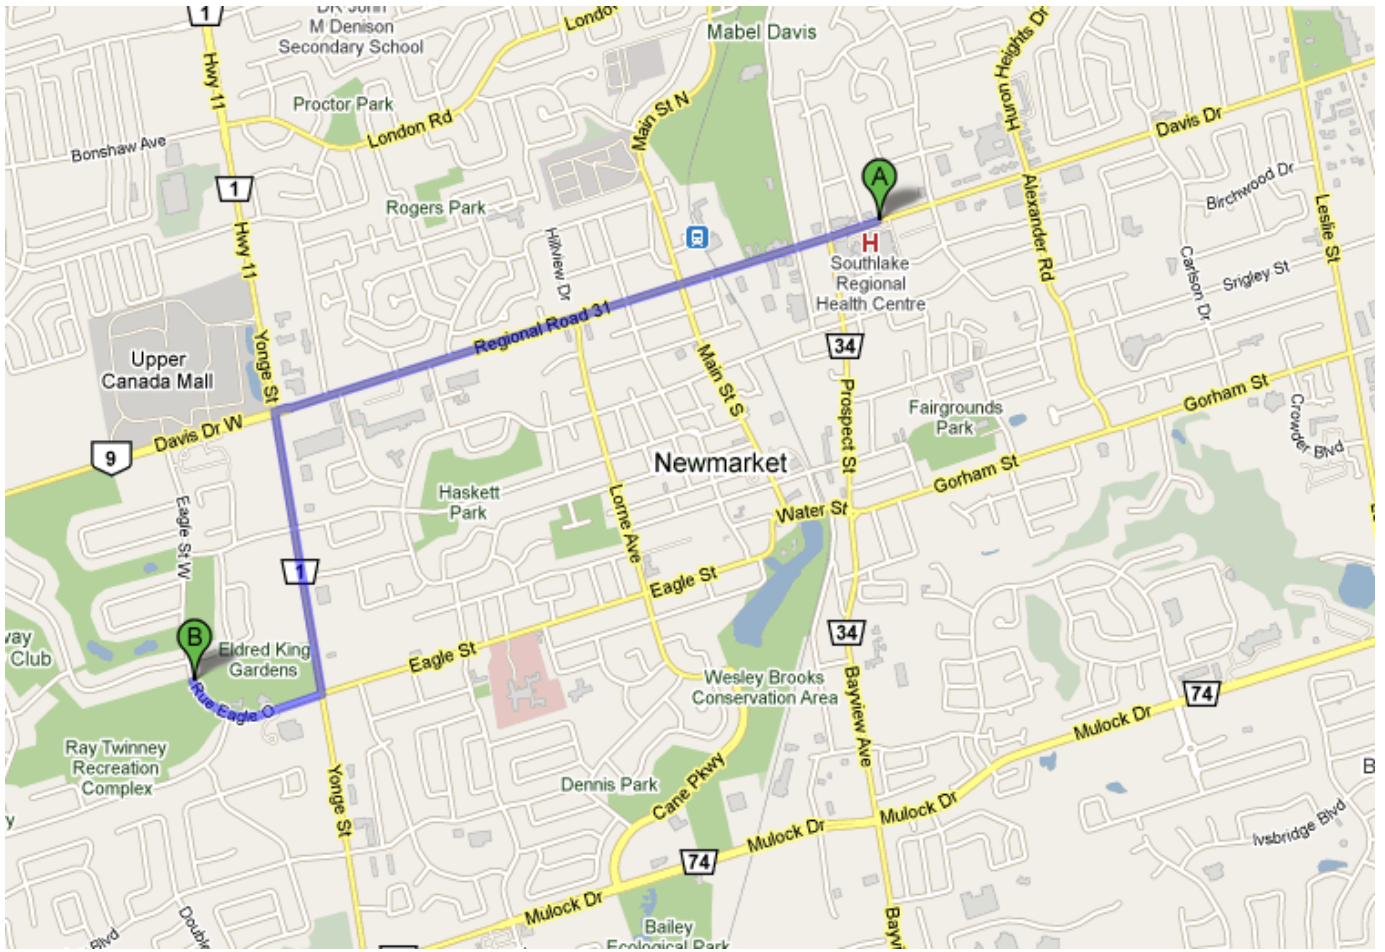 1
DR John
M Denison
Secondary School
London
Mabel Davis
Huron Heights Dr
Hwy 11
Proctor Park
London Rd
Main St N
Davis Dr
Bonshaw Ave
1
A
Alexander Rd
Birchwood Dr
Rogers Park
Leslie St
Hwy 11
Hillview Dr
H
Southlake
Regional
Health Centre
Carlson Dr
Srigley St
Yonge St
Regional Road 31
Upper
Canada Mall
Main St S
34
Prospect St
Davis Dr W
Fairgrounds
Park
Gorham St
Crowder Blvd
9
Newmarket
Gorham St
Haskett
Park
Eagle St W
Lorne Ave
Water St
1
Eagle St
B
way
Club
Eldred King
Gardens
Eagle St
34
Wesley Brooks
Conservation Area
Bayview Ave
74
Mulock Dr
Rue Eagle O
Ray Twinney
Recreation
Complex
Dennis Park
Cane Pkwy
B
y
Yonge St
Mulock Dr
Mulock Dr
Ivsbridge Blvd
74
Mulock Dr
Blvd
Double
Bailey
Ecological Park
Bayvi